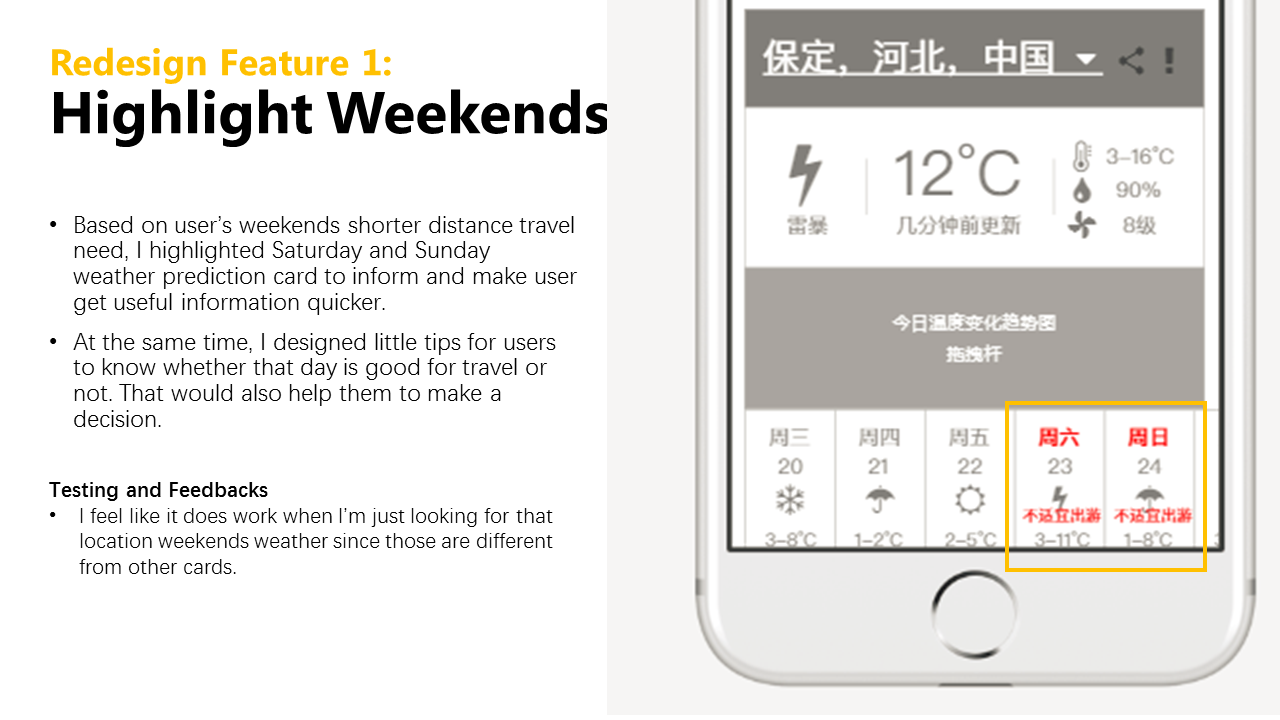 Redesign Feature 1:
Highlight Weekends
• Based on user's weekends shorter distance travel
need, I highlighted Saturday and Sunday
weather prediction card to inform and make user
get useful information quicker.
• At the same time, I designed little tips for users
to know whether that day is good for travel or
not. That would also help them to make a
decision.
Testing and Feedbacks
• I feel like it does work when I'm just looking for that
location weekends weather since those are different
from other cards.
保定，河北，中国
雷暴
12°C
几分钟前更新
3–16°C
90%
8级
今日温度变化趋势图
拖拽杆
周三 周四 周五 周六 周日
20 21 22 23 24
不适宜出游 不适宜出游
3–8°C 1–2°C 2–5°C 3–11°C 1–8°C